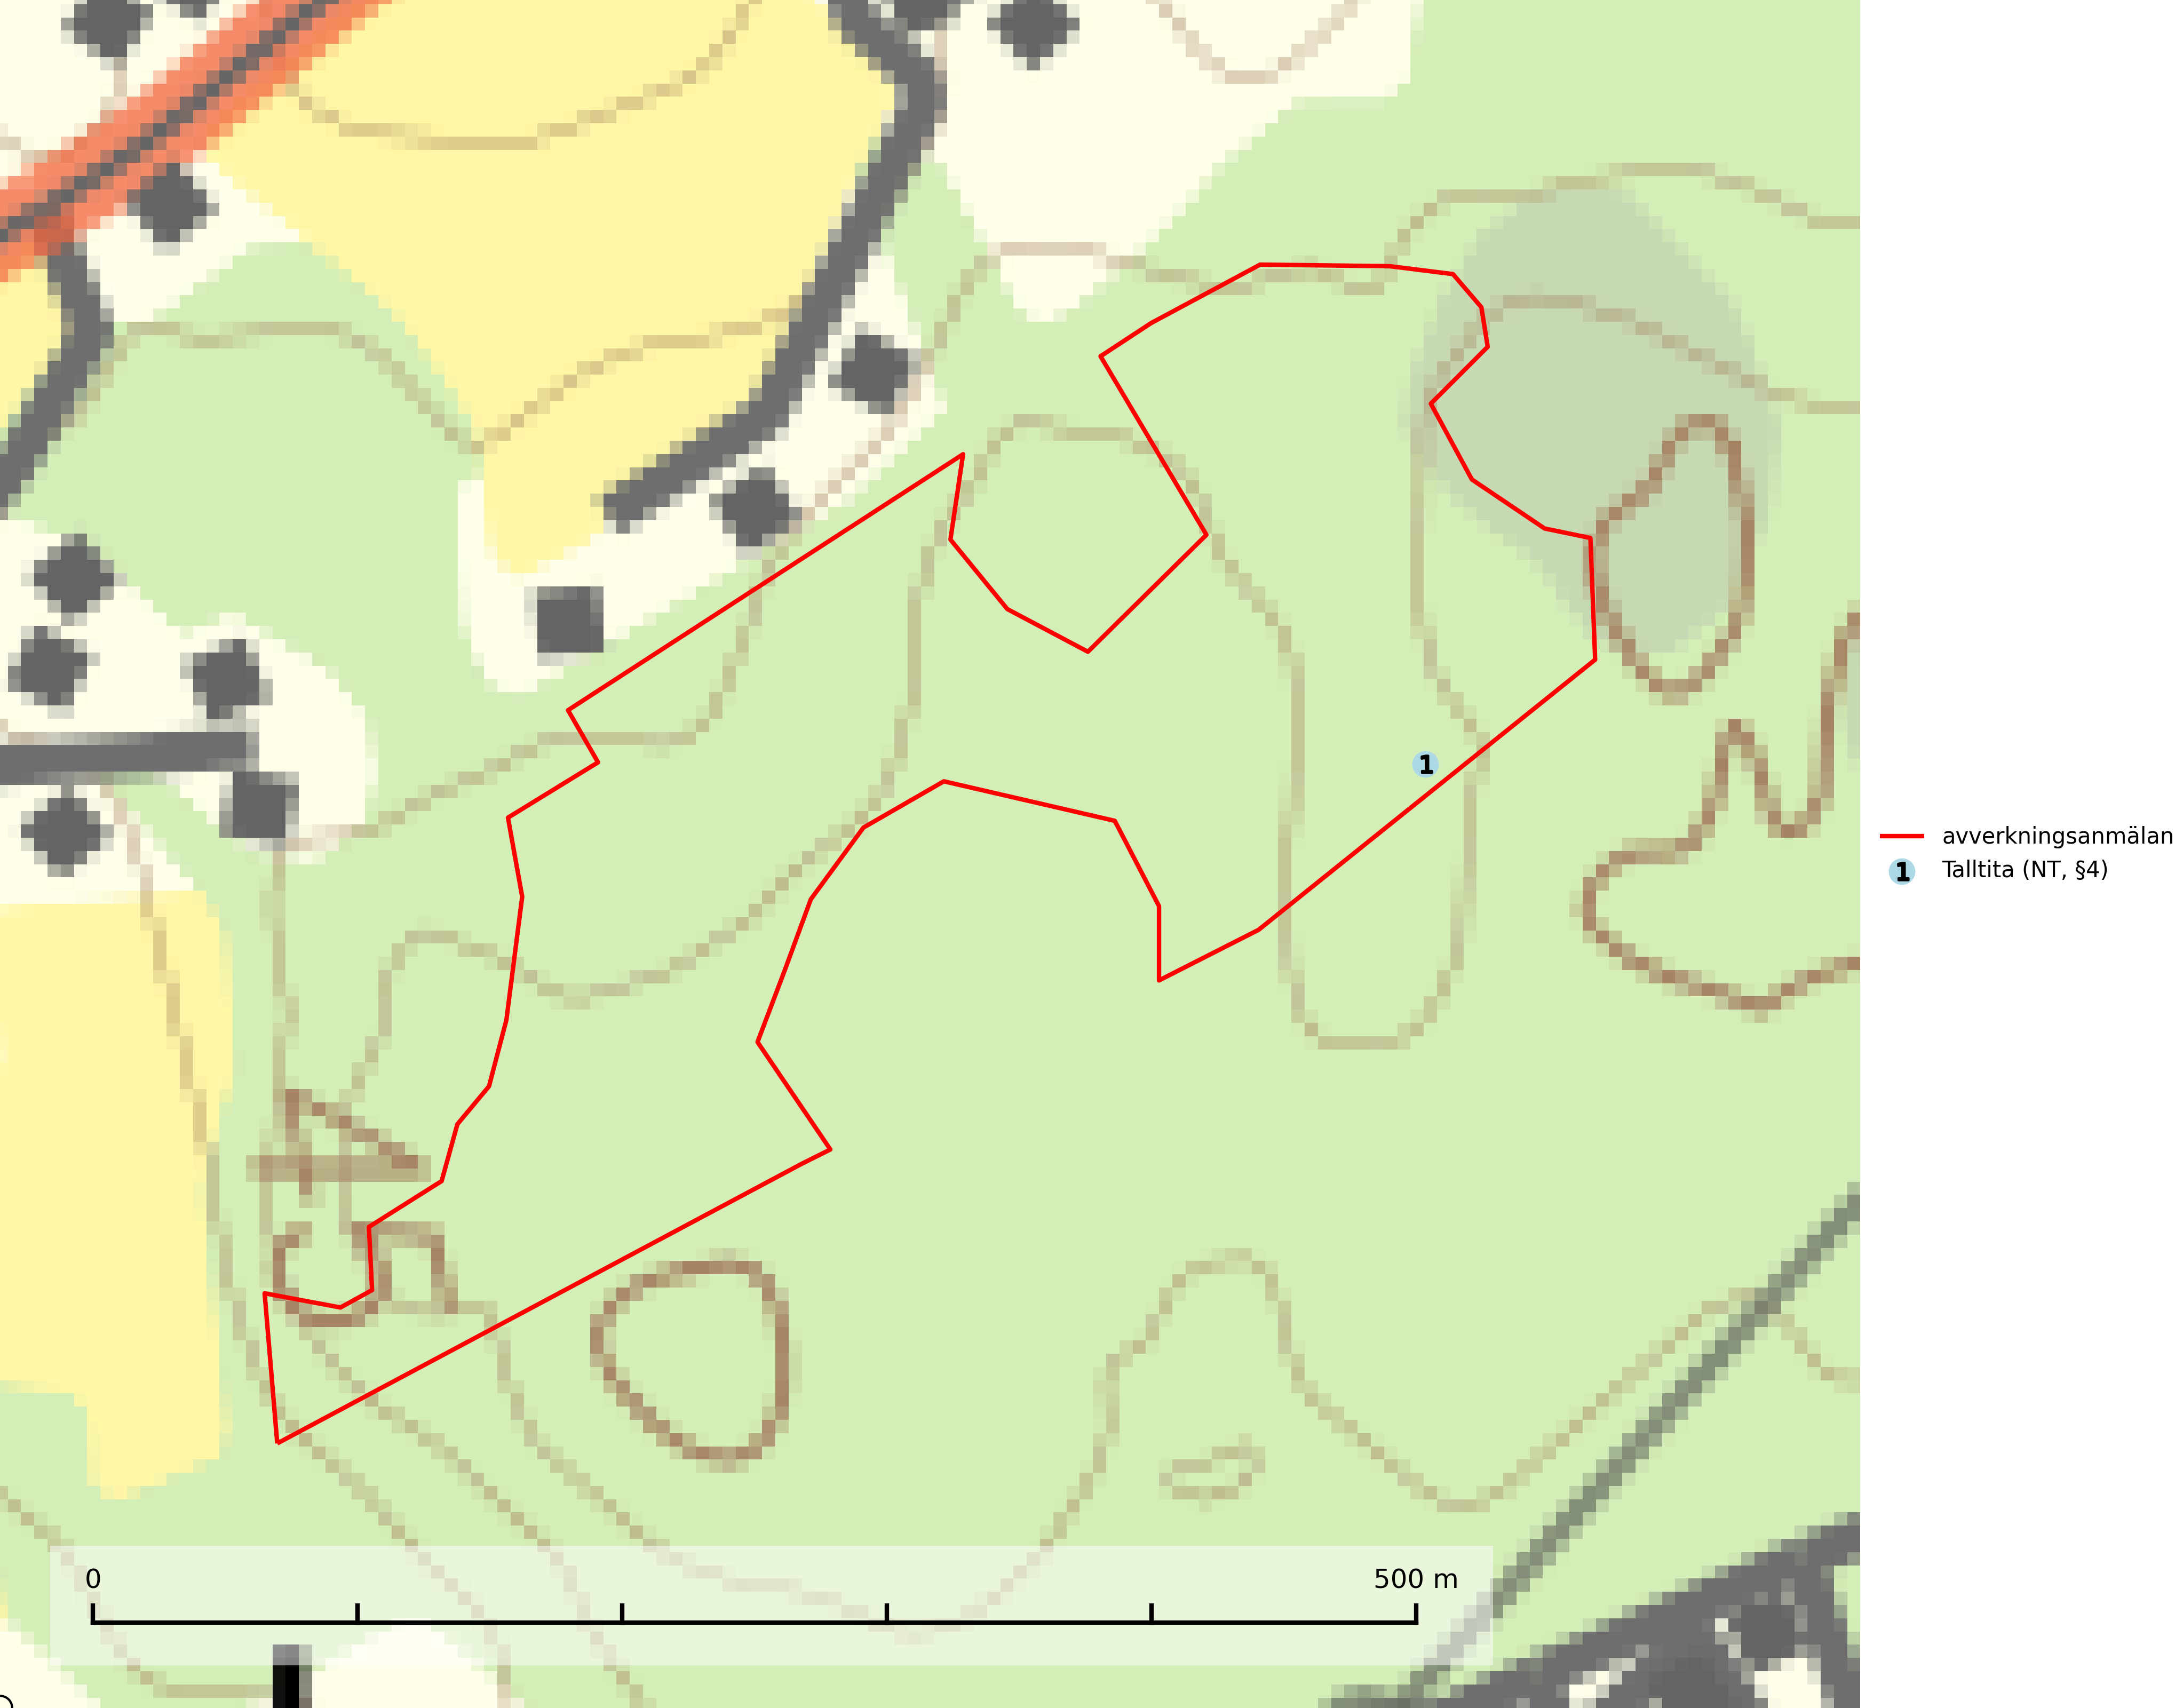 1
avverkningsanmälan
1 Talltita (NT, §4)
0 500 m